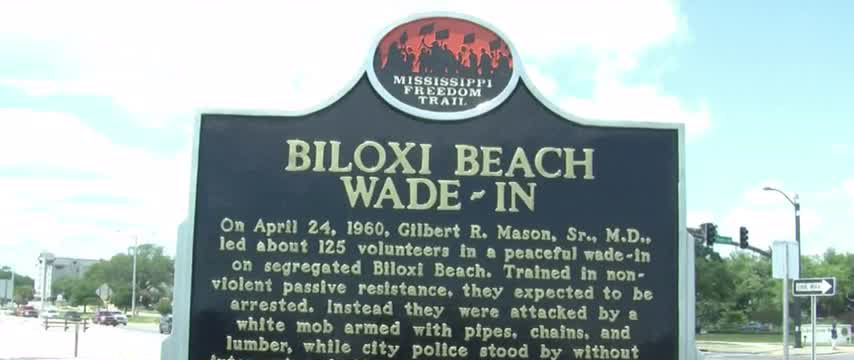 MISSISSIPPI
FREEDOM
TRAIL
BILOXI BEACH
WADE-IN
On April 24, 1960, Gilbert R. Mason, Sr., M.D.,
led about 125 volunteers in a peaceful wade-in
on segregated Biloxi Beach. Trained in non-
violent passive resistance, they expected to be
arrested. Instead they were attacked by a
white mob armed with pipes, chains, and
lumber, while city police stood by without
ONE WAY